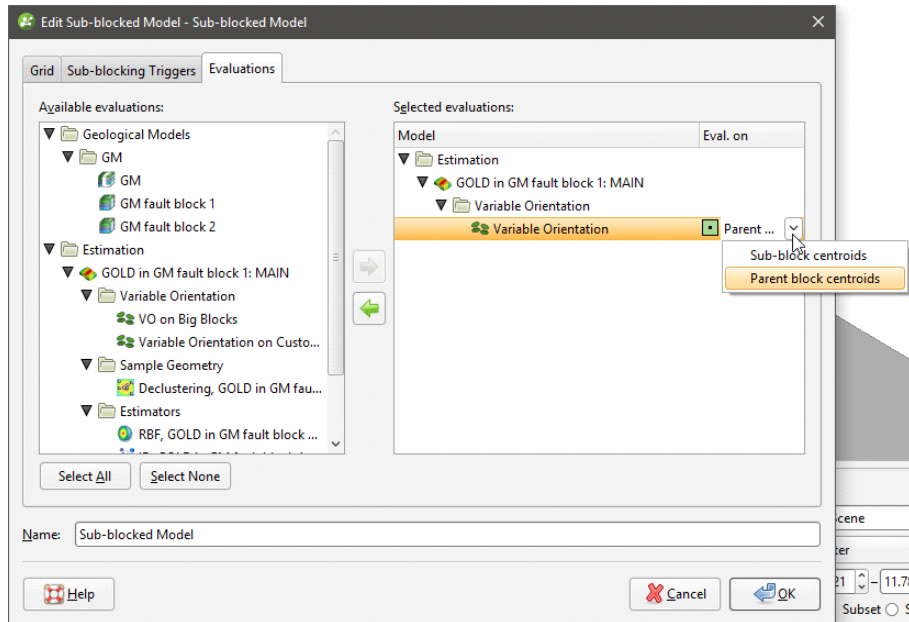 Edit Sub-blocked Model - Sub-blocked Model
Grid Sub-blocking Triggers Evaluations
Available evaluations:
Geological Models
GM
GM
GM fault block 1
GM fault block 2
Estimation
GOLD in GM fault block 1: MAIN
Variable Orientation
VO on Big Blocks
Variable Orientation on Custo...
Sample Geometry
Declustering, GOLD in GM fau...
Estimators
RBF, GOLD in GM fault block ...
Select All Select None
Selected evaluations:
Model Eval. on
Estimation
GOLD in GM fault block 1: MAIN
Variable Orientation
Variable Orientation Parent ...
Sub-block centroids
Parent block centroids
Name: Sub-blocked Model
Help Cancel OK
cene
ter
21 – 11.78
Subset S